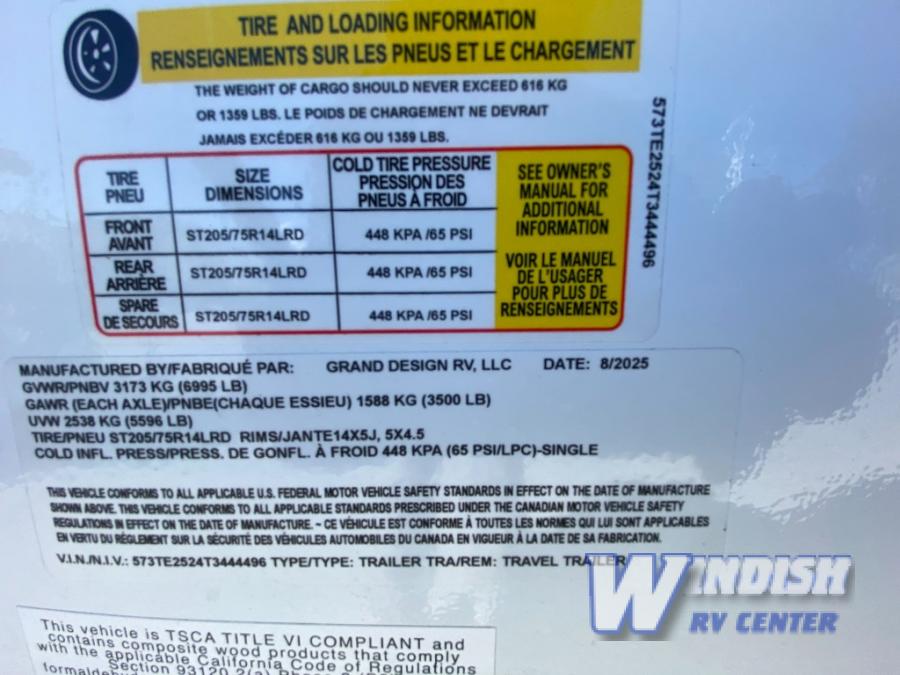 TIRE AND LOADING INFORMATION
RENSEIGNEMENTS SUR LES PNEUS ET LE CHARGEMENT
THE WEIGHT OF CARGO SHOULD NEVER EXCEED 616 KG
OR 1359 LBS. LE POIDS DE CHARGEMENT NE DEVRAIT
JAMAIS EXCÉDER 616 KG OU 1359 LBS.
TIRE
PNEU
SIZE
DIMENSIONS
COLD TIRE PRESSURE
PRESSION DES
PNEUS À FROID
FRONT
AVANT
ST205/75R14LRD
448 KPA /65 PSI
REAR
ARRIÈRE
ST205/75R14LRD
448 KPA /65 PSI
SPARE
DE SECOURS
ST205/75R14LRD
448 KPA /65 PSI
SEE OWNER'S
MANUAL FOR
ADDITIONAL
INFORMATION
VOIR LE MANUEL
DE L'USAGER
POUR PLUS DE
RENSEIGNEMENTS
573TE2524T3444496
MANUFACTURED BY/FABRIQUÉ PAR: GRAND DESIGN RV, LLC DATE: 8/2025
GVWR/PNBV 3173 KG (6995 LB)
GAWR (EACH AXLE)/PNBE(CHAQUE ESSIEU) 1588 KG (3500 LB)
UVW 2538 KG (5596 LB)
TIRE/PNEU ST205/75R14LRD RIMS/JANTE14X5J, 5X4.5
COLD INFL. PRESS/PRESS. DE GONFL. À FROID 448 KPA (65 PSI/LPC)-SINGLE
THIS VEHICLE CONFORMS TO ALL APPLICABLE U.S. FEDERAL MOTOR VEHICLE SAFETY STANDARDS IN EFFECT ON THE DATE OF MANUFACTURE
SHOWN ABOVE. THIS VEHICLE CONFORMS TO ALL APPLICABLE STANDARDS PRESCRIBED UNDER THE CANADIAN MOTOR VEHICLE SAFETY
REGULATIONS IN EFFECT ON THE DATE OF MANUFACTURE. ~ CE VÉHICULE EST CONFORME À TOUTES LES NORMES QUI LUI SONT APPLICABLES
EN VERTU DU RÈGLEMENT SUR LA SÉCURITÉ DES VÉHICULES AUTOMOBILES DU CANADA EN VIGUEUR À LA DATE DE SA FABRICATION.
V.I.N./N.I.V.: 573TE2524T3444496 TYPE/TYPE: TRAILER TRA/REM: TRAVEL TRAILER
WINDISH
RV CENTER
This vehicle is TSCA TITLE VI COMPLIANT and
contains composite wood products that comply
with the applicable California Code of Regulations
Section 93120.2(a)